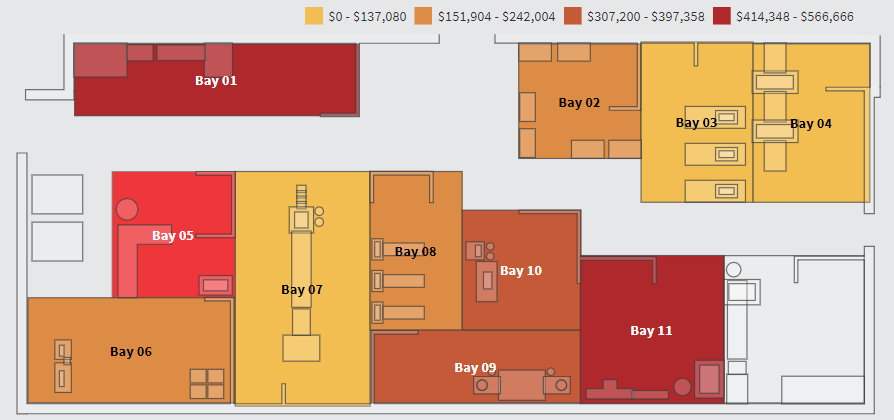 $0 - $137,080 $151,904 - $242,004 $307,200 - $397,358 $414,348 - $566,666
Bay 01
Bay 02
Bay 03
Bay 04
Bay 05
Bay 08
Bay 10
Bay 07
Bay 11
Bay 06
Bay 09